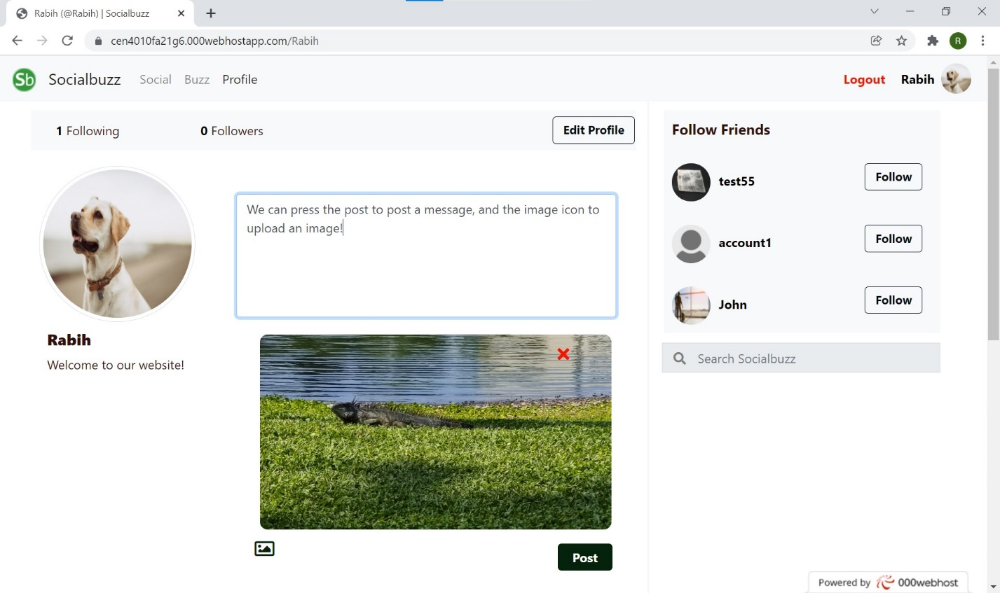 Rabih (@Rabih) | Socialbuzz
cen4010fa21g6.000webhostapp.com/Rabih
R
Sb Socialbuzz Social Buzz Profile Logout Rabih
1 Following 0 Followers Edit Profile
We can press the post to post a message, and the image icon to
upload an image!
Rabih
Welcome to our website!
Post
Follow Friends
test55 Follow
account1 Follow
John Follow
Search Socialbuzz
Powered by 000webhost